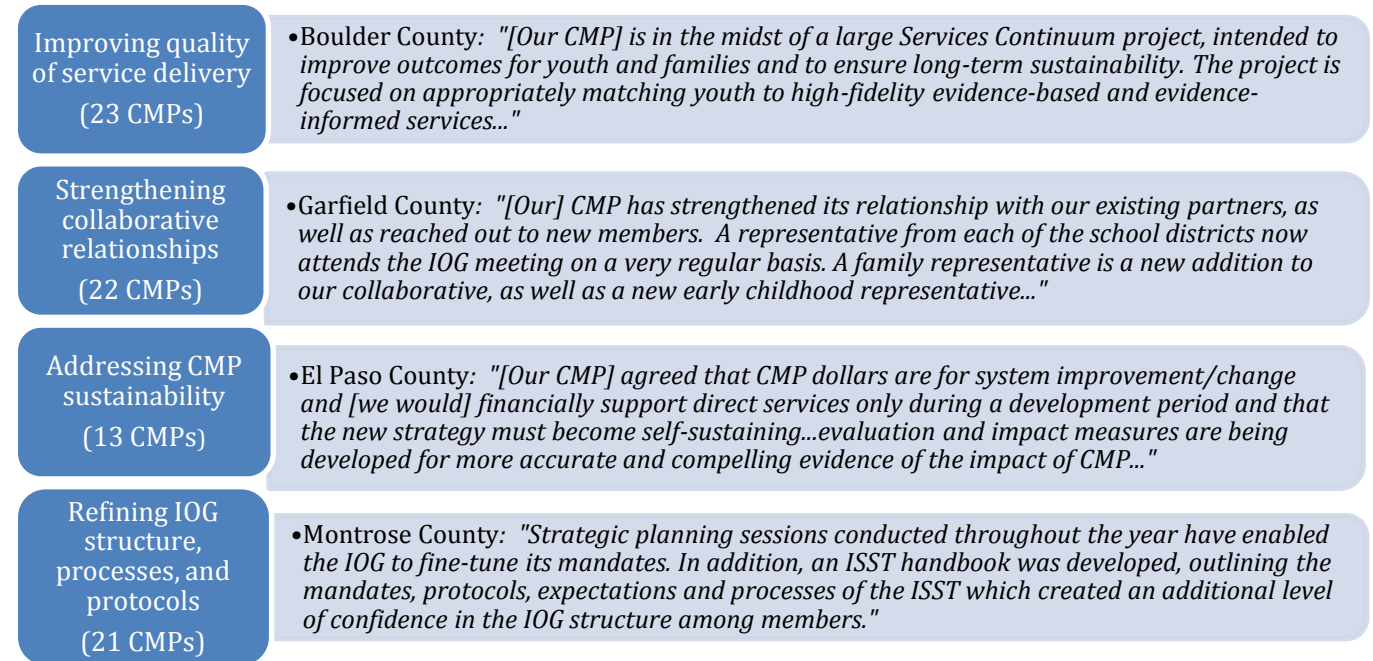 Improving quality
of service delivery
(23 CMPs)
•Boulder County: "[Our CMP] is in the midst of a large Services Continuum project, intended to
improve outcomes for youth and families and to ensure long-term sustainability. The project is
focused on appropriately matching youth to high-fidelity evidence-based and evidence-
informed services..."
Strengthening
collaborative
relationships
(22 CMPs)
•Garfield County: "[Our] CMP has strengthened its relationship with our existing partners, as
well as reached out to new members. A representative from each of the school districts now
attends the IOG meeting on a very regular basis. A family representative is a new addition to
our collaborative, as well as a new early childhood representative..."
Addressing CMP
sustainability
(13 CMPs)
•El Paso County: "[Our CMP] agreed that CMP dollars are for system improvement/change
and [we would] financially support direct services only during a development period and that
the new strategy must become self-sustaining...evaluation and impact measures are being
developed for more accurate and compelling evidence of the impact of CMP..."
Refining IOG
structure,
processes, and
protocols
(21 CMPs)
•Montrose County: "Strategic planning sessions conducted throughout the year have enabled
the IOG to fine-tune its mandates. In addition, an ISST handbook was developed, outlining the
mandates, protocols, expectations and processes of the ISST which created an additional level
of confidence in the IOG structure among members."